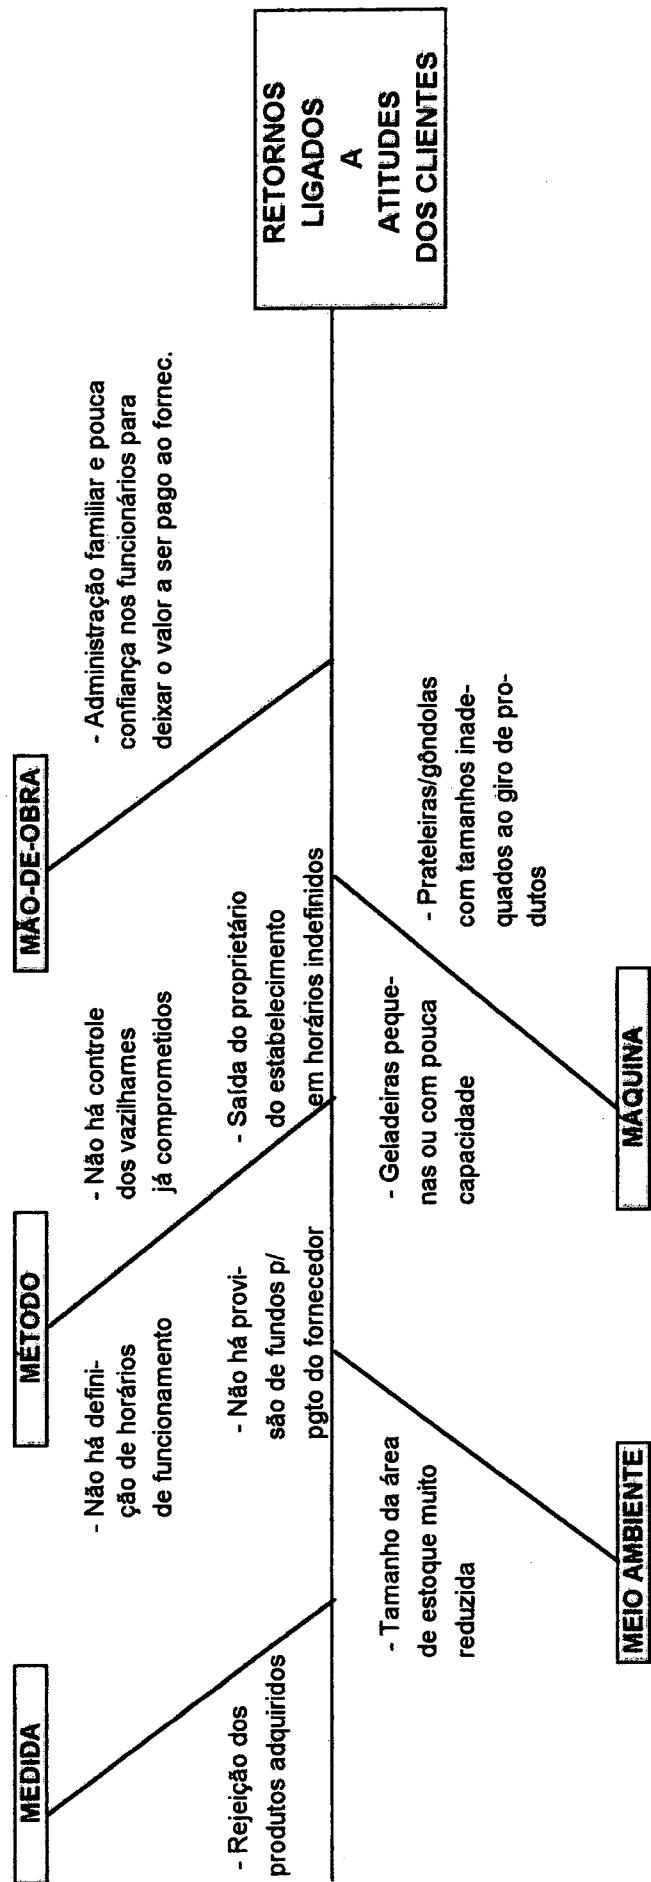 MEDIDA
- Rejeição dos
produtos adquiridos
MÉTODO
- Não há defini-
ção de horários
de funcionamento
- Não há controle
dos vazilhames
já comprometidos
- Não há provi-
são de fundos p/
pgto do fornecedor
- Saída do proprietário
do estabelecimento
em horários indefinidos
MÃO-DE-OBRA
- Administração familiar e pouca
confiança nos funcionários para
deixar o valor a ser pago ao fornec.
RETORNOS
LIGADOS
A
ATITUDES
DOS CLIENTES
- Tamanho da área
de estoque muito
reduzida
MEIO AMBIENTE
- Geladeiras peque-
nas ou com pouca
capacidade
- Prateleiras/gôndolas
com tamanhos inade-
quados ao giro de pro-
dutos
MÁQUINA